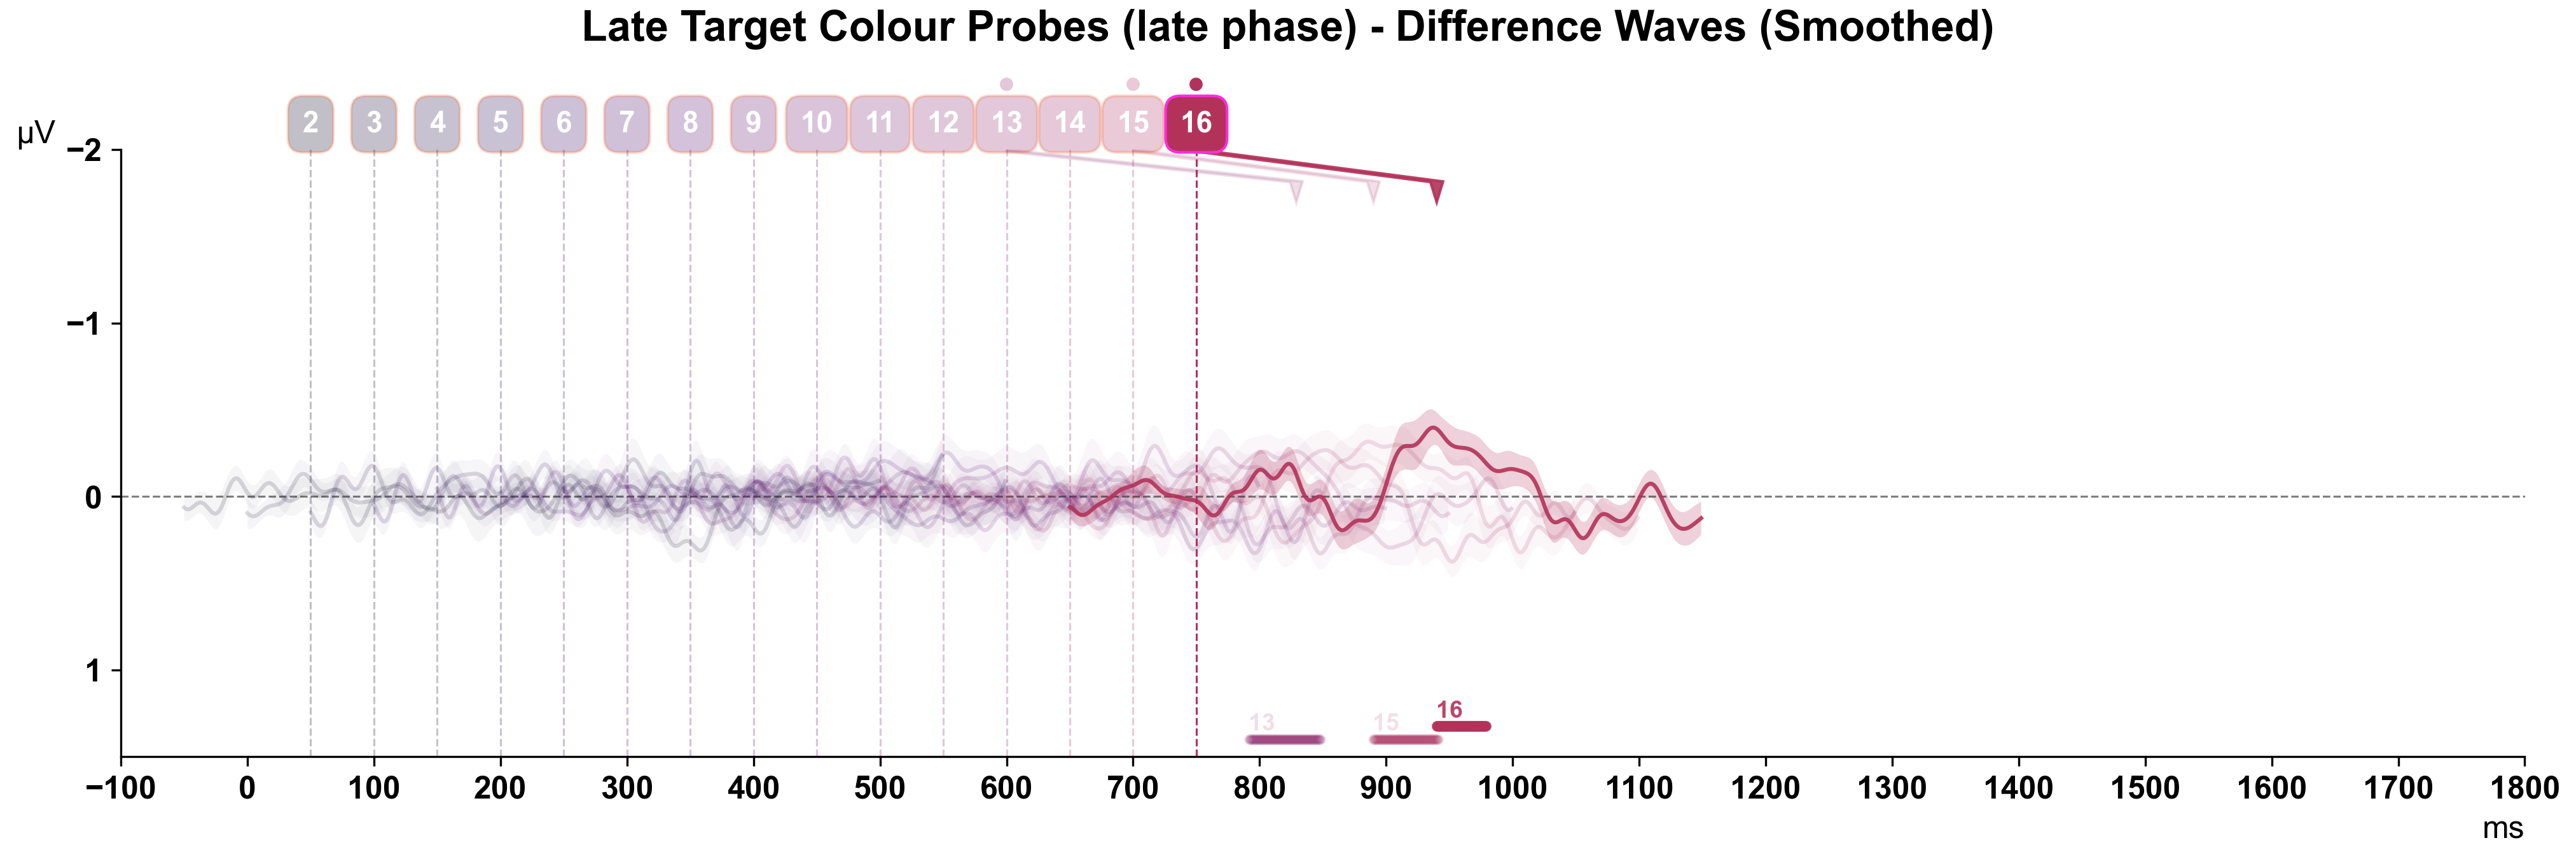 Late Target Colour Probes (late phase) - Difference Waves (Smoothed)
2 3 4 5 6 7 8 9 10 11 12 13 14 15 16
µV
−2
−1
0
1
13 15 16
−100 0 100 200 300 400 500 600 700 800 900 1000 1100 1200 1300 1400 1500 1600 1700 1800
ms